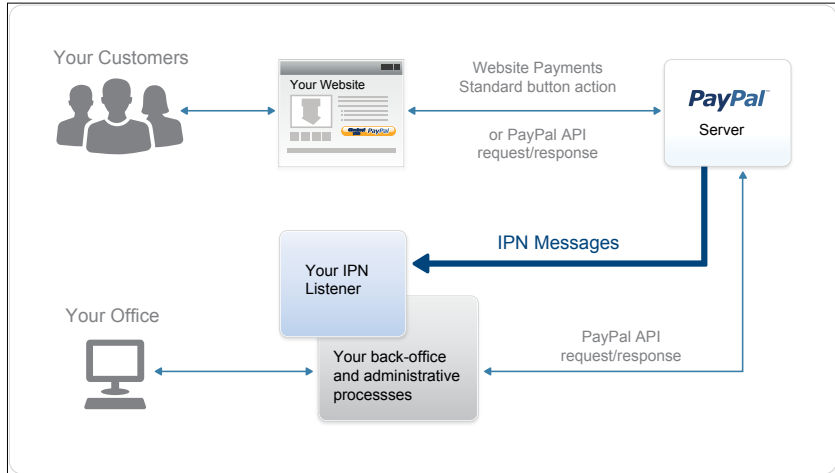 Your Customers
Your Website
PayPal
Website Payments
Standard button action
or PayPal API
request/response
PayPal™
Server
IPN Messages
Your IPN
Listener
Your Office
Your back-office
and administrative
processses
PayPal API
request/response